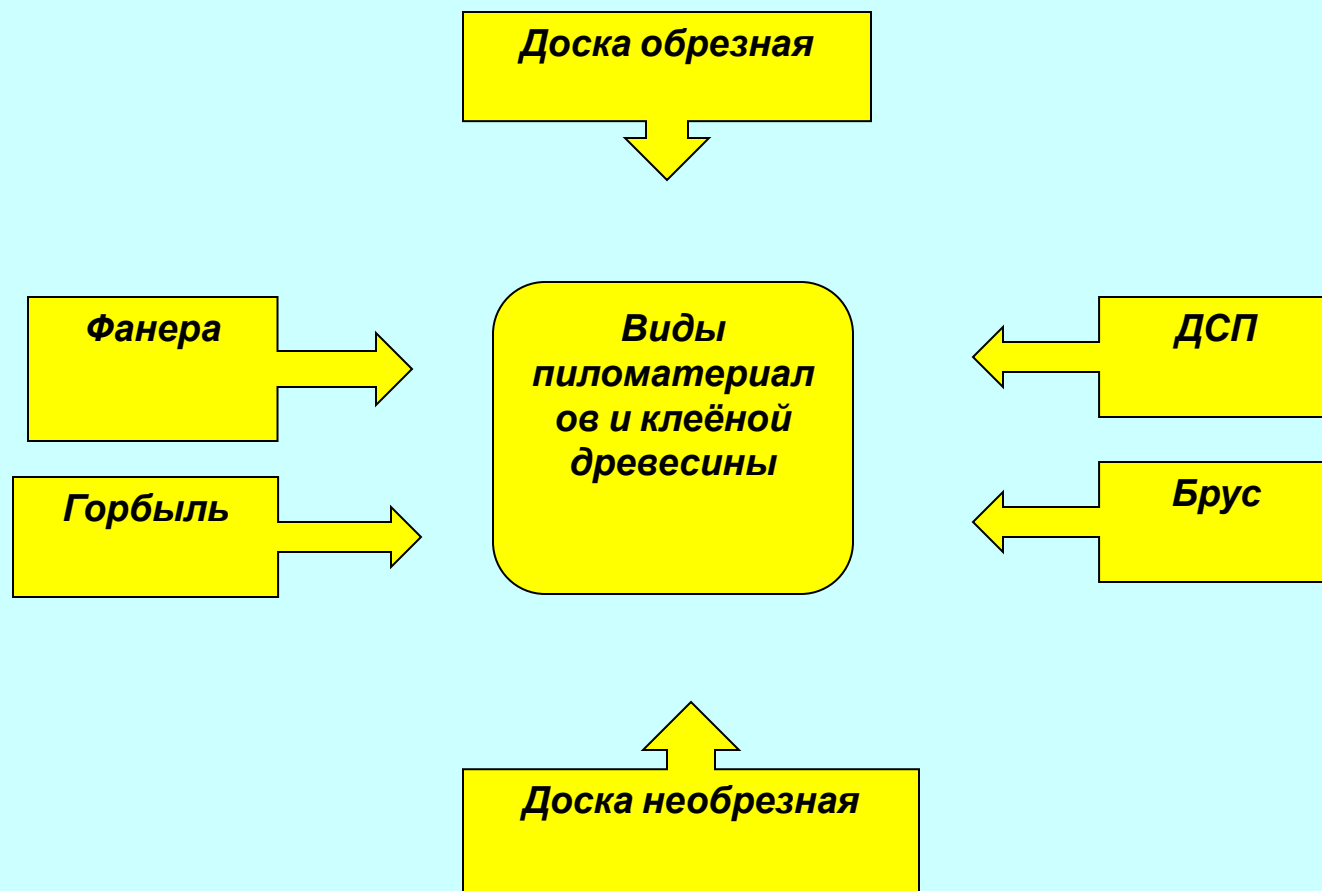 Доска обрезная
Фанера
Виды
пиломатериал
ов и клеёной
древесины
ДСП
Горбыль
Брус
Доска необрезная